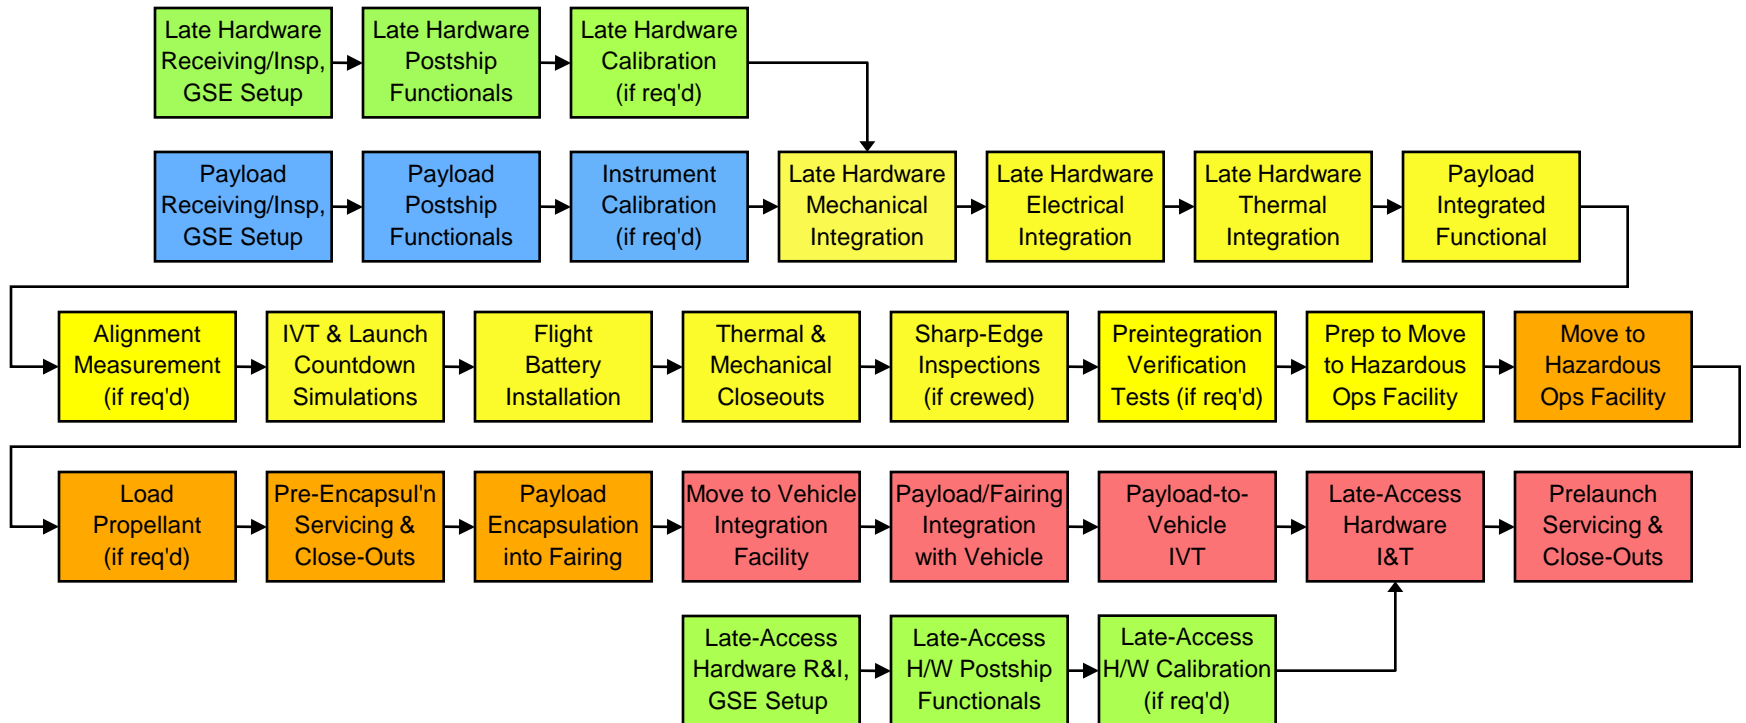 Late Hardware
Receiving/Insp,
GSE Setup
Late Hardware
Postship
Functionals
Late Hardware
Calibration
(if req'd)
Payload
Receiving/Insp,
GSE Setup
Payload
Postship
Functionals
Instrument
Calibration
(if req'd)
Late Hardware
Mechanical
Integration
Late Hardware
Electrical
Integration
Late Hardware
Thermal
Integration
Payload
Integrated
Functional
Alignment
Measurement
(if req'd)
IVT & Launch
Countdown
Simulations
Flight
Battery
Installation
Thermal &
Mechanical
Closeouts
Sharp-Edge
Inspections
(if crewed)
Preintegration
Verification
Tests (if req'd)
Prep to Move
to Hazardous
Ops Facility
Move to
Hazardous
Ops Facility
Load
Propellant
(if req'd)
Pre-Encapsul'n
Servicing &
Close-Outs
Payload
Encapsulation
into Fairing
Move to Vehicle
Integration
Facility
Payload/Fairing
Integration
with Vehicle
Payload-to-
Vehicle
IVT
Late-Access
Hardware
I&T
Prelaunch
Servicing &
Close-Outs
Late-Access
Hardware R&I,
GSE Setup
Late-Access
H/W Postship
Functionals
Late-Access
H/W Calibration
(if req'd)